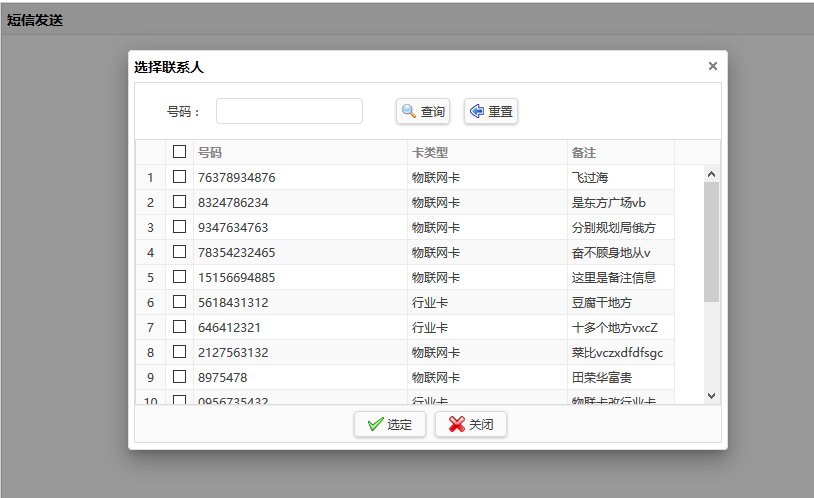 短信发送
选择联系人
号码： 查询 重置
号码 卡类型 备注
1 76378934876 物联网卡 飞过海
2 8324786234 物联网卡 是东方广场vb
3 9347634763 物联网卡 分别规划局俄方
4 78354232465 物联网卡 奋不顾身地从v
5 15156694885 物联网卡 这里是备注信息
6 5618431312 行业卡 豆腐干地方
7 646412321 行业卡 十多个地方vxcZ
8 2127563132 物联网卡 菜比vczxdfdfsgc
9 8975478 物联网卡 田荣华富贵
10 0956735432 行业卡 物联卡改行业卡
选定 关闭